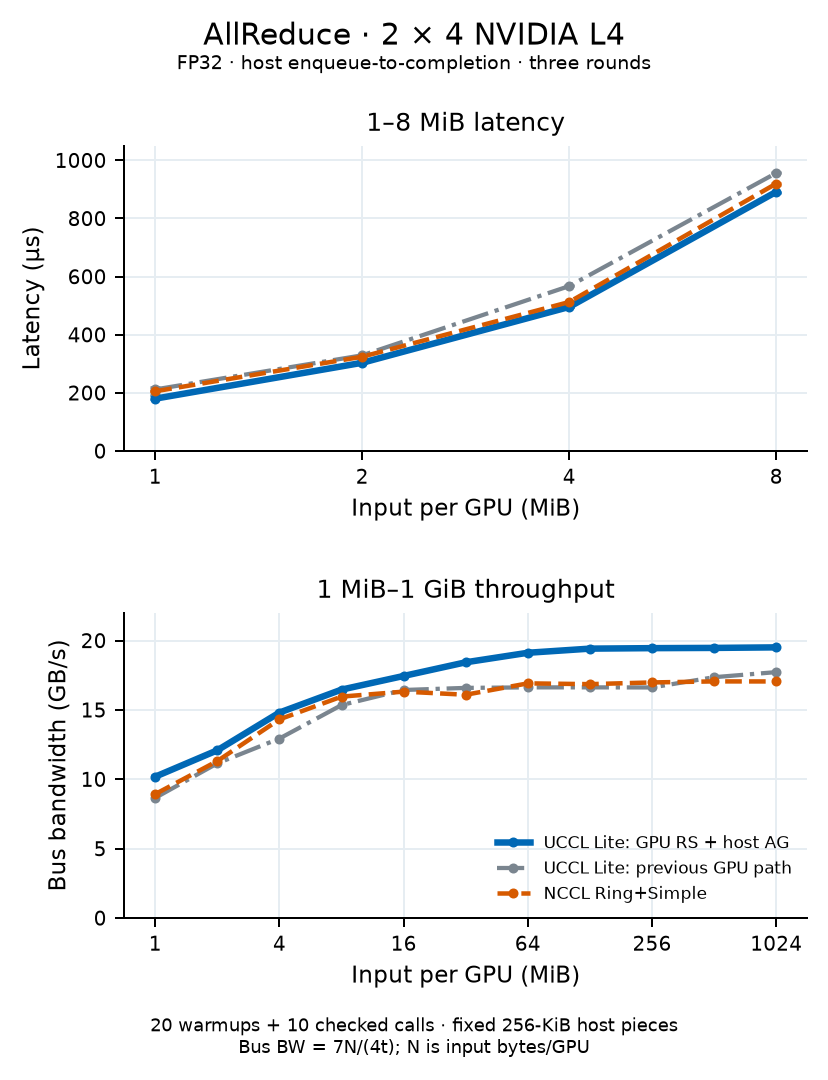 AllReduce · 2 × 4 NVIDIA L4
FP32 · host enqueue-to-completion · three rounds
1–8 MiB latency
Latency (µs)
1000
800
600
400
200
0
1 2 4 8
Input per GPU (MiB)
1 MiB–1 GiB throughput
Bus bandwidth (GB/s)
20
15
10
5
0
UCCL Lite: GPU RS + host AG
UCCL Lite: previous GPU path
NCCL Ring+Simple
1 4 16 64 256 1024
Input per GPU (MiB)
20 warmups + 10 checked calls · fixed 256-KiB host pieces
Bus BW = 7N/(4t); N is input bytes/GPU